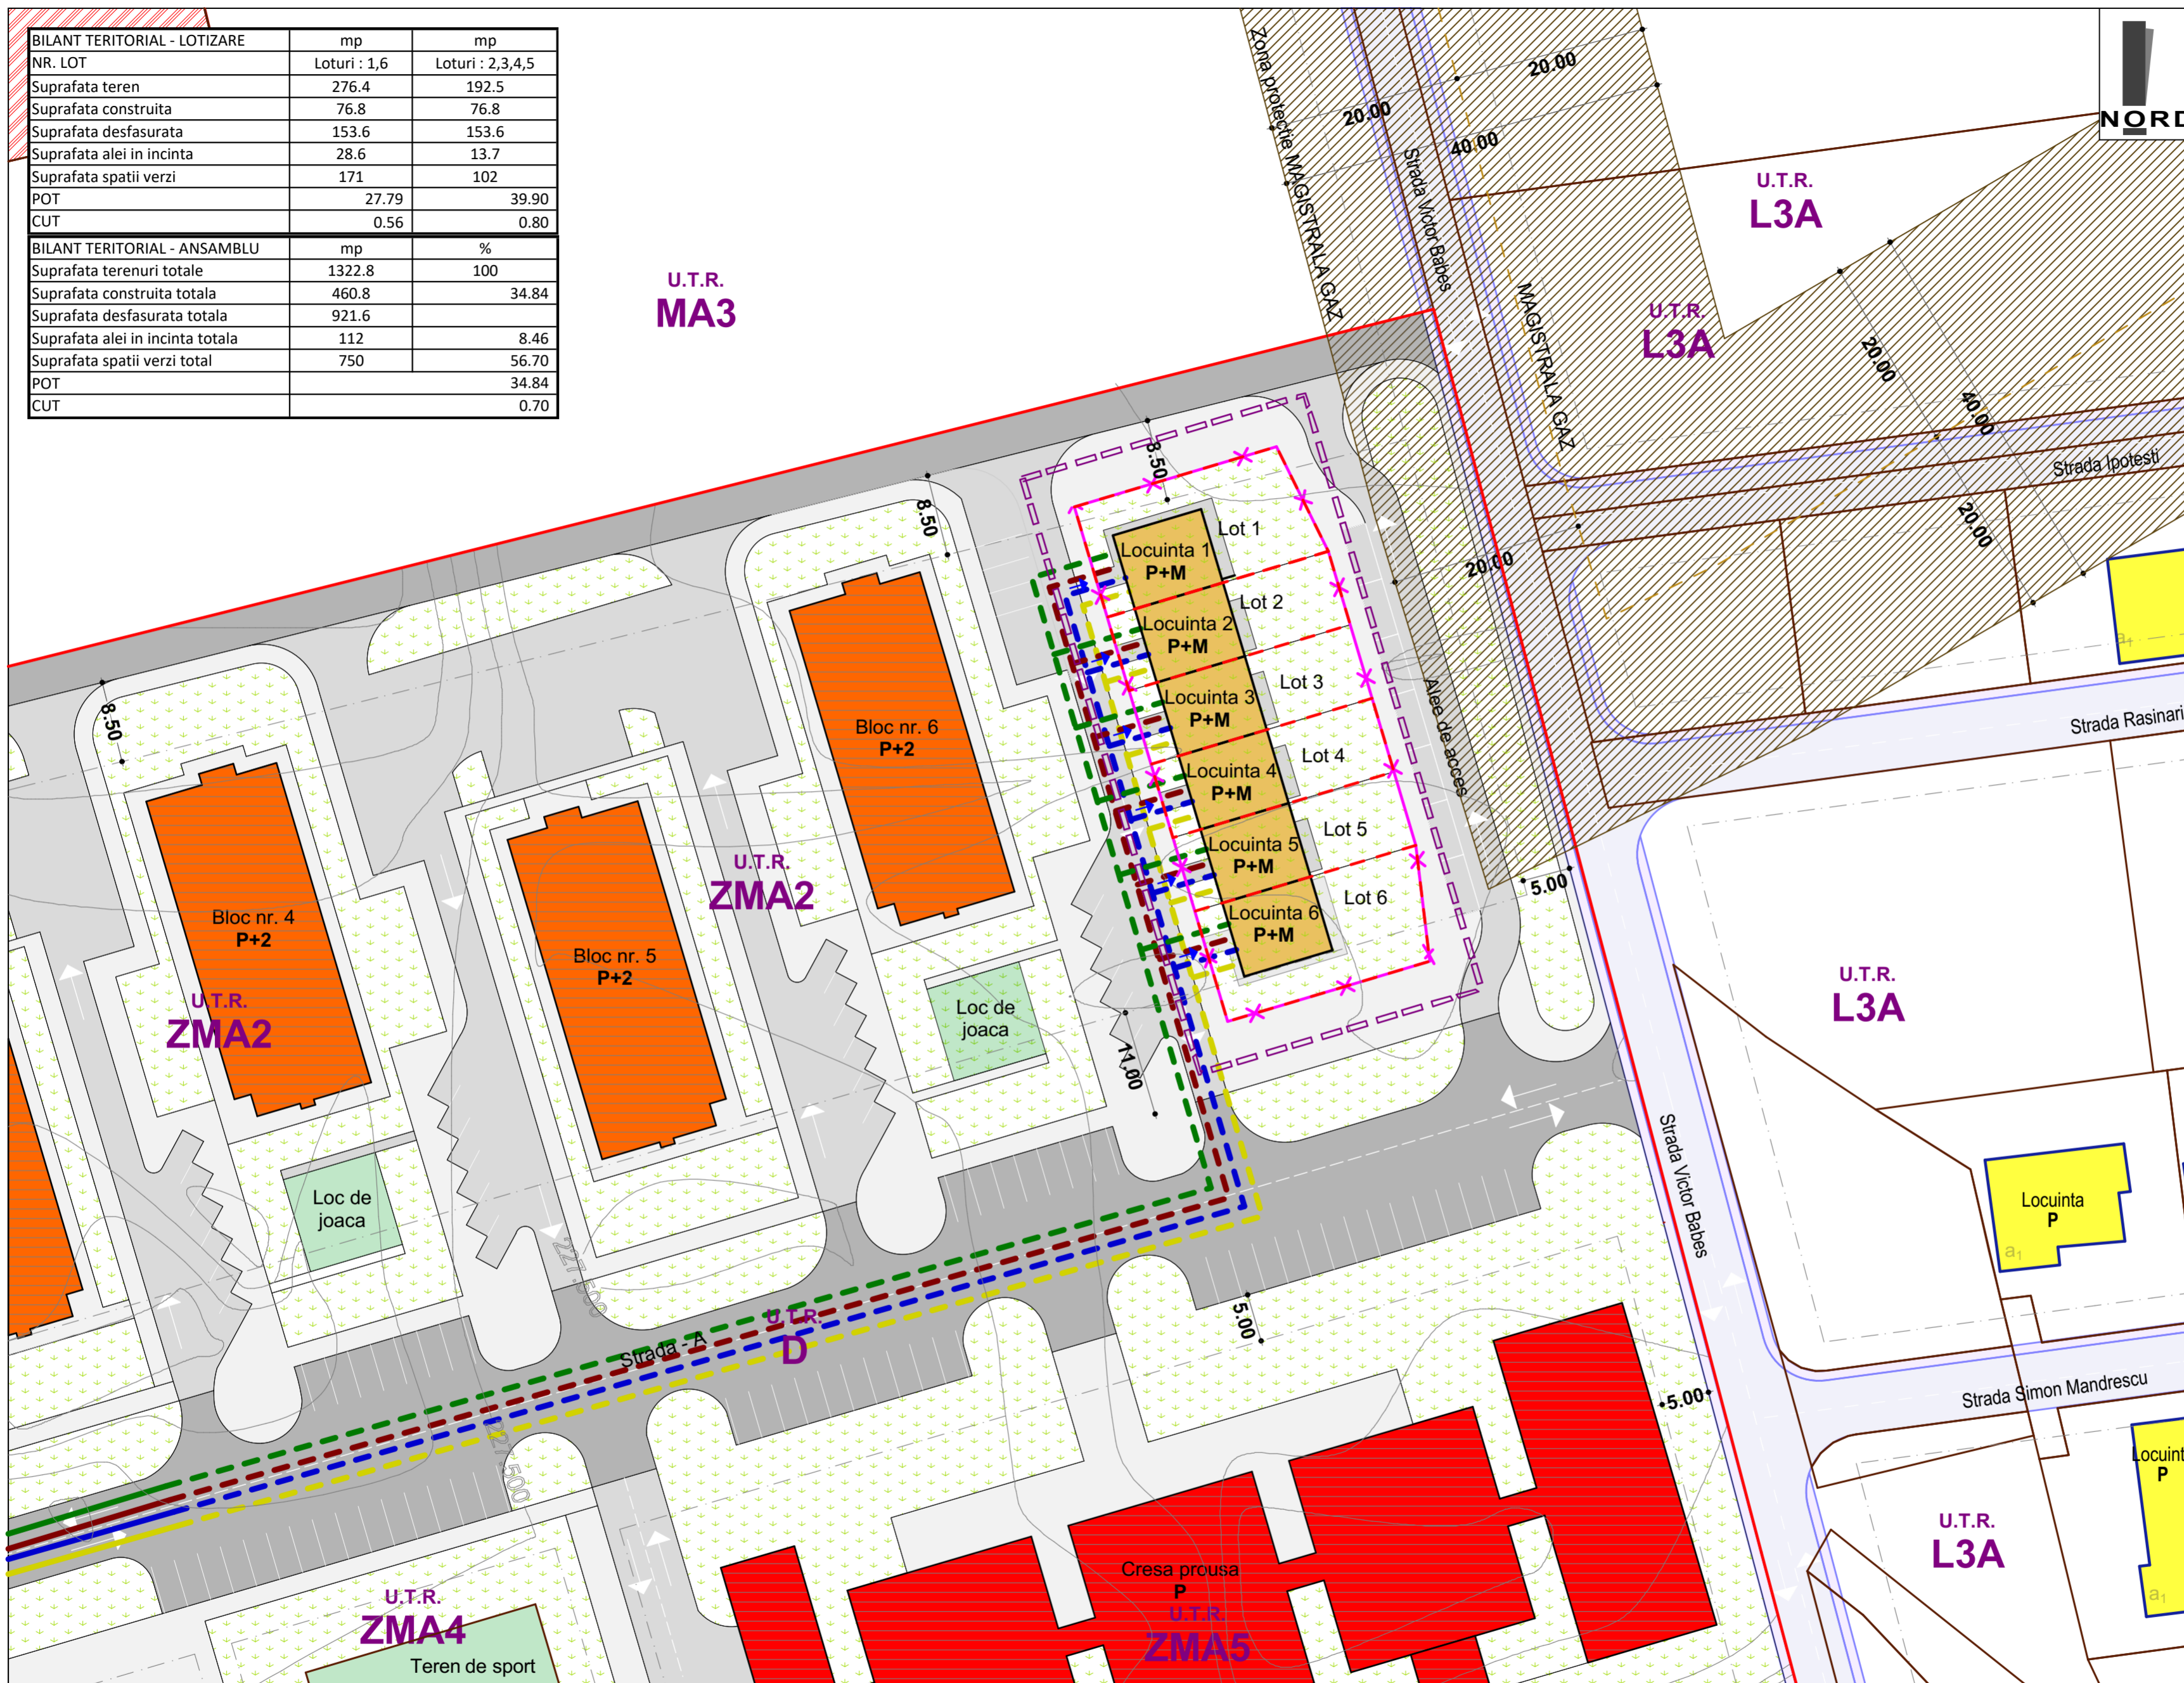 BILANT TERITORIAL - LOTIZARE mp mp
NR. LOT Loturi : 1,6 Loturi : 2,3,4,5
Suprafata teren 276.4 192.5
Suprafata construita 76.8 76.8
Suprafata desfasurata 153.6 153.6
Suprafata alei in incinta 28.6 13.7
Suprafata spatii verzi 171 102
POT 27.79 39.90
CUT 0.56 0.80
BILANT TERITORIAL - ANSAMBLU mp %
Suprafata terenuri totale 1322.8 100
Suprafata construita totala 460.8 34.84
Suprafata desfasurata totala 921.6
Suprafata alei in incinta totala 112 8.46
Suprafata spatii verzi total 750 56.70
POT 34.84
CUT 0.70
NORD
Zona protectie MAGISTRALA GAZ
20.00
20.00
40.00
Strada Victor Babes
MAGISTRALA GAZ
U.T.R.
L3A
U.T.R.
MA3
U.T.R.
L3A
20.00
40.00
20.00
Strada Ipotesti
20.00
8.50
8.50
8.50
Lot 1
Locuinta 1
P+M
Lot 2
Locuinta 2
P+M
Lot 3
Locuinta 3
P+M
Lot 4
Locuinta 4
P+M
Lot 5
Locuinta 5
P+M
Lot 6
Locuinta 6
P+M
Alee de acces
5.00
a1
Strada Rasinari
Bloc nr. 6
P+2
U.T.R.
ZMA2
Bloc nr. 4
P+2
U.T.R.
ZMA2
Bloc nr. 5
P+2
Loc de
joaca
11.00
U.T.R.
L3A
Loc de
joaca
Strada Victor Babes
Locuinta
P
a1
227.500
5.00
U.T.R.
D
Strada - A
5.00
Strada Simon Mandrescu
227.500
Locuint
P
a1
U.T.R.
L3A
Cresa prousa
P
U.T.R.
ZMA5
U.T.R.
ZMA4
Teren de sport